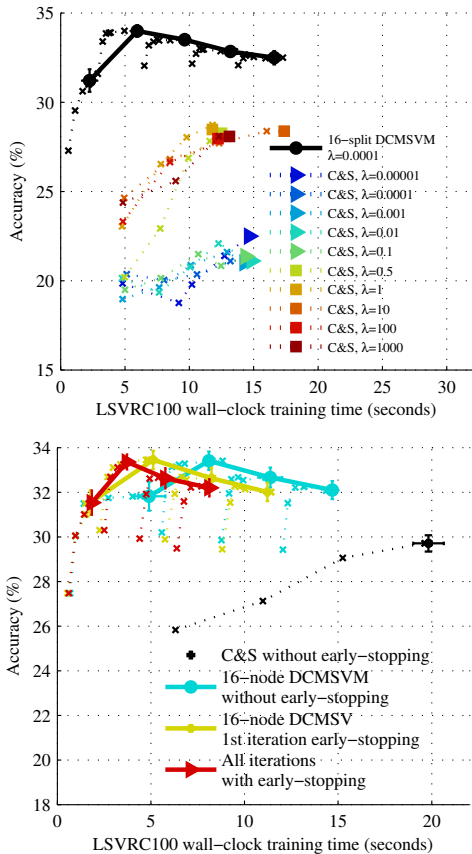 35
30
25
20
15
0
5
10
15
20
25
30
Accuracy (%)
LSVRC100 wall−clock training time (seconds)
16-split DCMSVM
λ=0.0001
C&S, λ=0.00001
C&S, λ=0.0001
C&S, λ=0.001
C&S, λ=0.01
C&S, λ=0.1
C&S, λ=0.5
C&S, λ=1
C&S, λ=10
C&S, λ=100
C&S, λ=1000
34
32
30
28
26
24
22
20
18
0
5
10
15
20
Accuracy (%)
LSVRC100 wall−clock training time (seconds)
C&S without early−stopping
16−node DCMSVM
without early−stopping
16−node DCMSV
1st iteration early−stopping
All iterations
with early−stopping